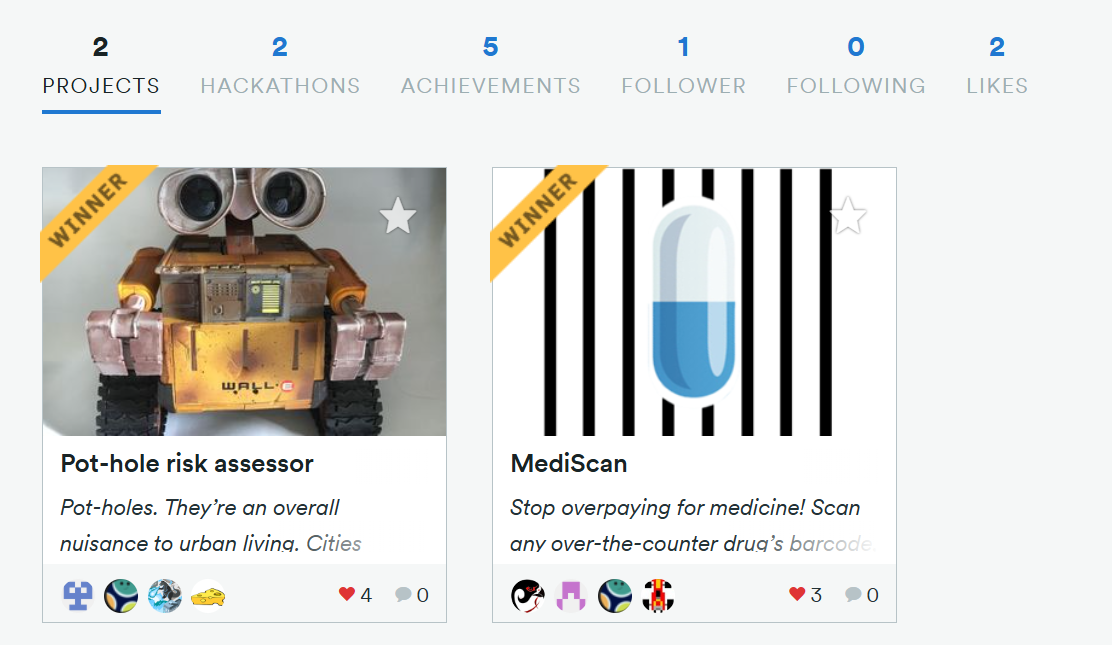 2
PROJECTS
2
HACKATHONS
5
ACHIEVEMENTS
1
FOLLOWER
0
FOLLOWING
2
LIKES
WINNER
WALL·E
Pot-hole risk assessor
Pot-holes. They’re an overall
nuisance to urban living. Cities
4
0
WINNER
MediScan
Stop overpaying for medicine! Scan
any over-the-counter drug’s barcode.
3
0